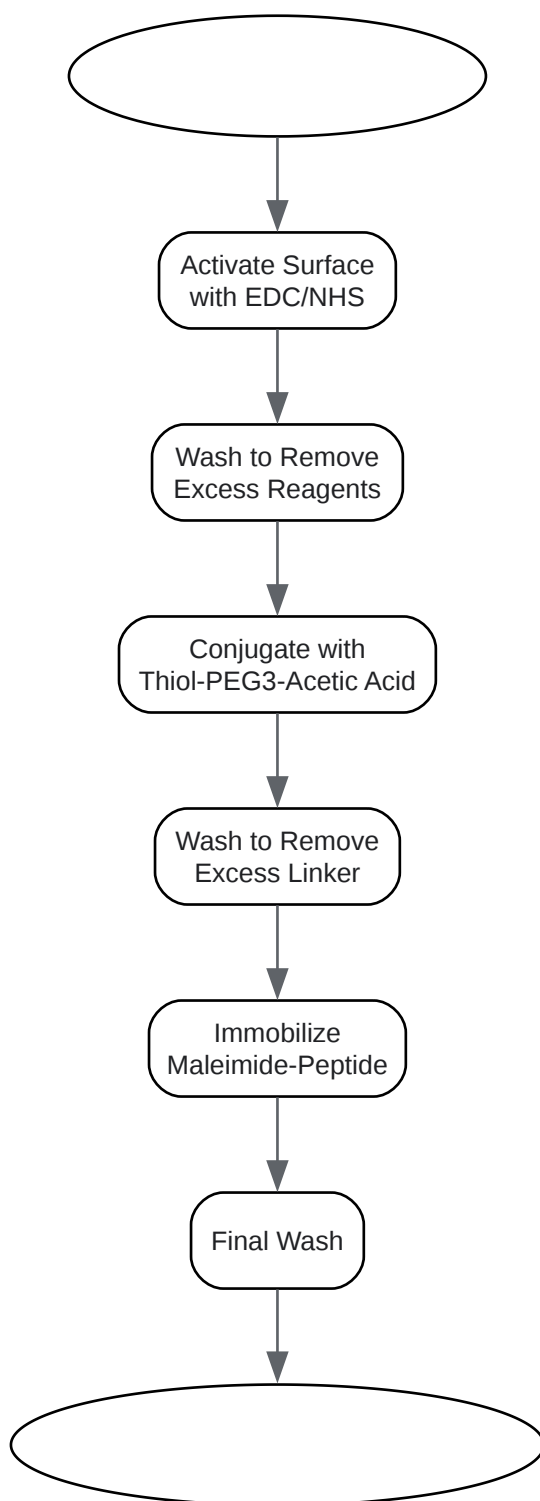 Activate Surface
with EDC/NHS
Wash to Remove
Excess Reagents
Conjugate with
Thiol-PEG3-Acetic Acid
Wash to Remove
Excess Linker
Immobilize
Maleimide-Peptide
Final Wash